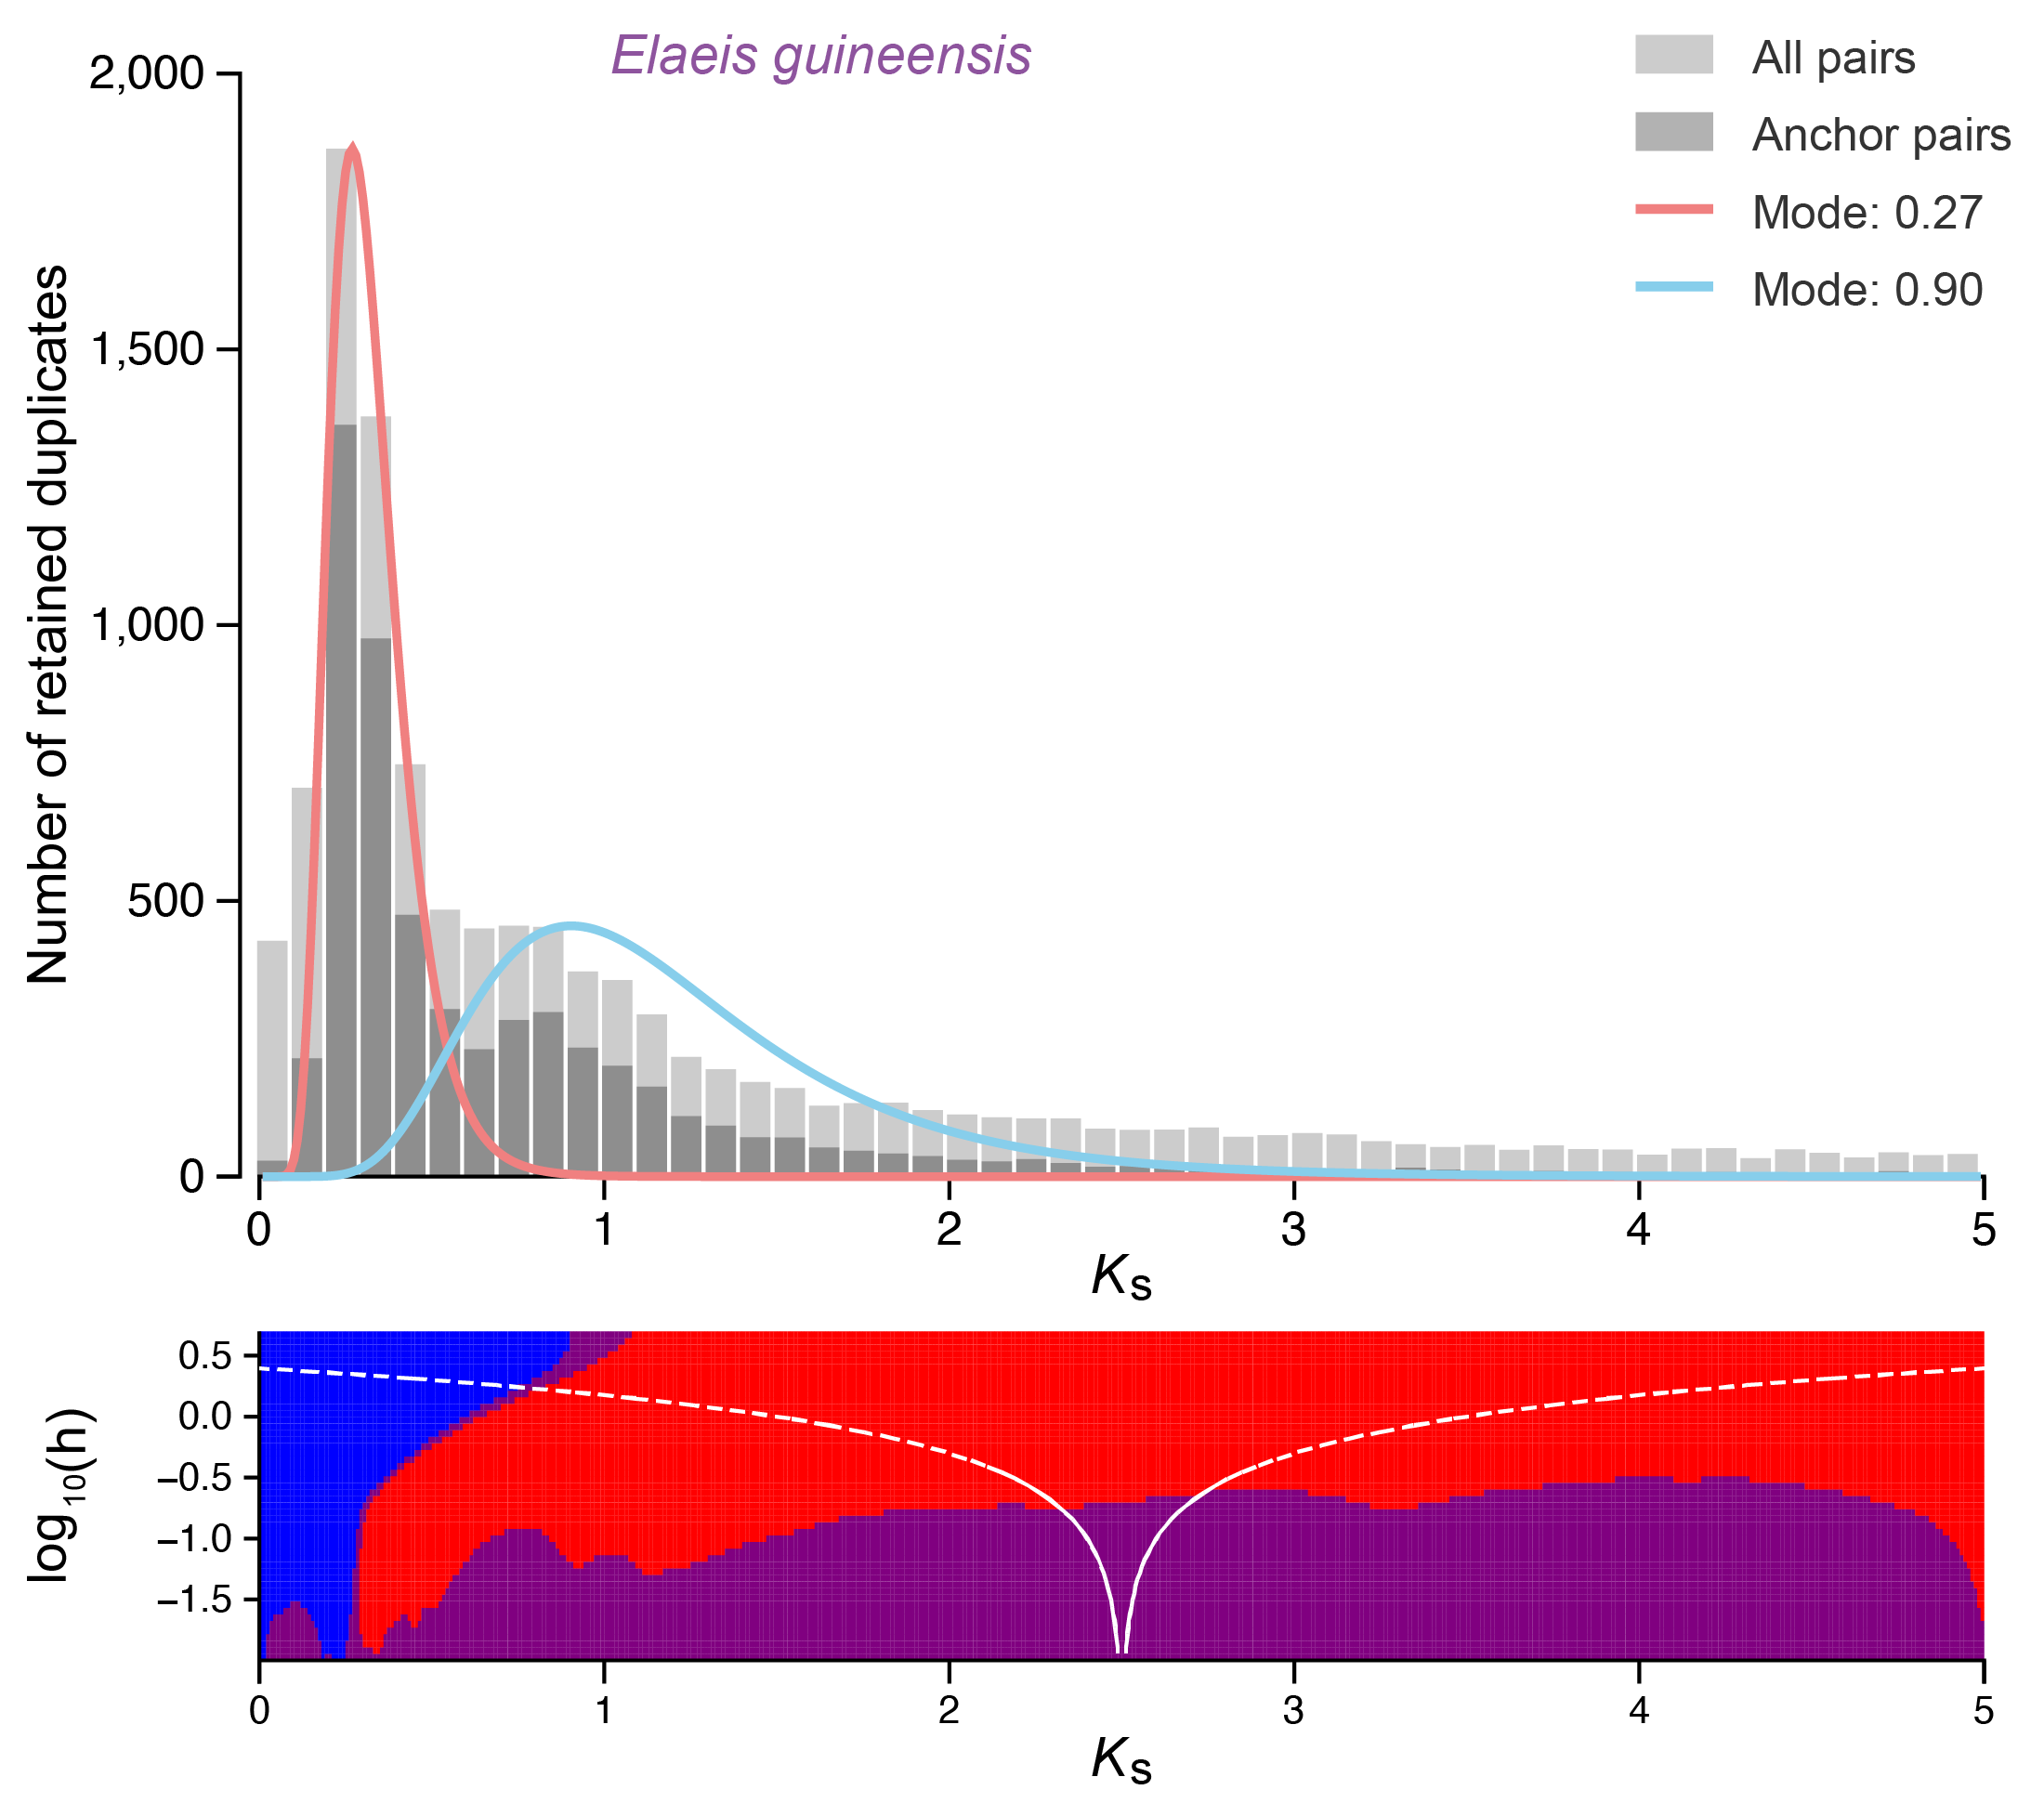 Elaeis guineensis
All pairs
Anchor pairs
Mode: 0.27
Mode: 0.90
Number of retained duplicates
2,000
1,500
1,000
500
0
0 1 2 3 4 5
Ks
log10(h)
0.5
0.0
−0.5
−1.0
−1.5
0 1 2 3 4 5
Ks